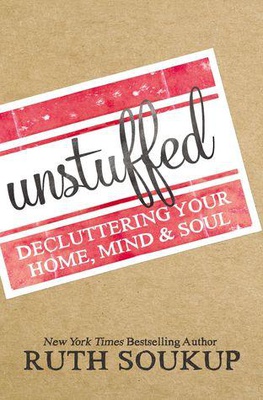 unstuffed
DECLUTTERING YOUR
HOME, MIND & SOUL
New York Times Bestselling Author
RUTH SOUKUP